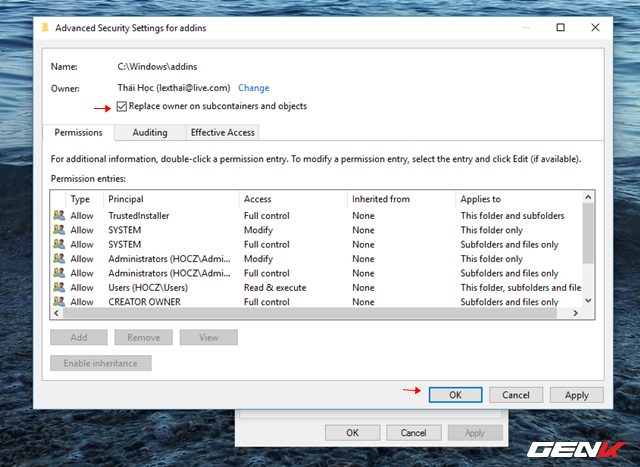 Advanced Security Settings for addins
Name: C:\Windows\addins
Owner: Thái Học (lexthai@live.com) Change
Replace owner on subcontainers and objects
Permissions Auditing Effective Access
For additional information, double-click a permission entry. To modify a permission entry, select the entry and click Edit (if available).
Permission entries:
Type Principal Access Inherited from Applies to
Allow TrustedInstaller Full control None This folder and subfolders
Allow SYSTEM Modify None This folder only
Allow SYSTEM Full control None Subfolders and files only
Allow Administrators (HOCZ\Admi... Modify None This folder only
Allow Administrators (HOCZ\Admi... Full control None Subfolders and files only
Allow Users (HOCZ\Users) Read & execute None This folder, subfolders and file
Allow CREATOR OWNER Full control None Subfolders and files only
Add Remove View
Enable inheritance
OK Cancel Apply
OK Cancel Apply
GENK